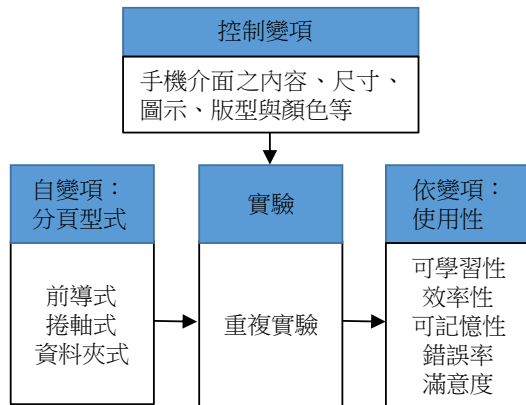 控制變項
手機介面之內容、尺寸、
圖示、版型與顏色等
自變項：
分頁型式
前導式
捲軸式
資料夾式
實驗
重複實驗
依變項：
使用性
可學習性
效率性
可記憶性
錯誤率
滿意度